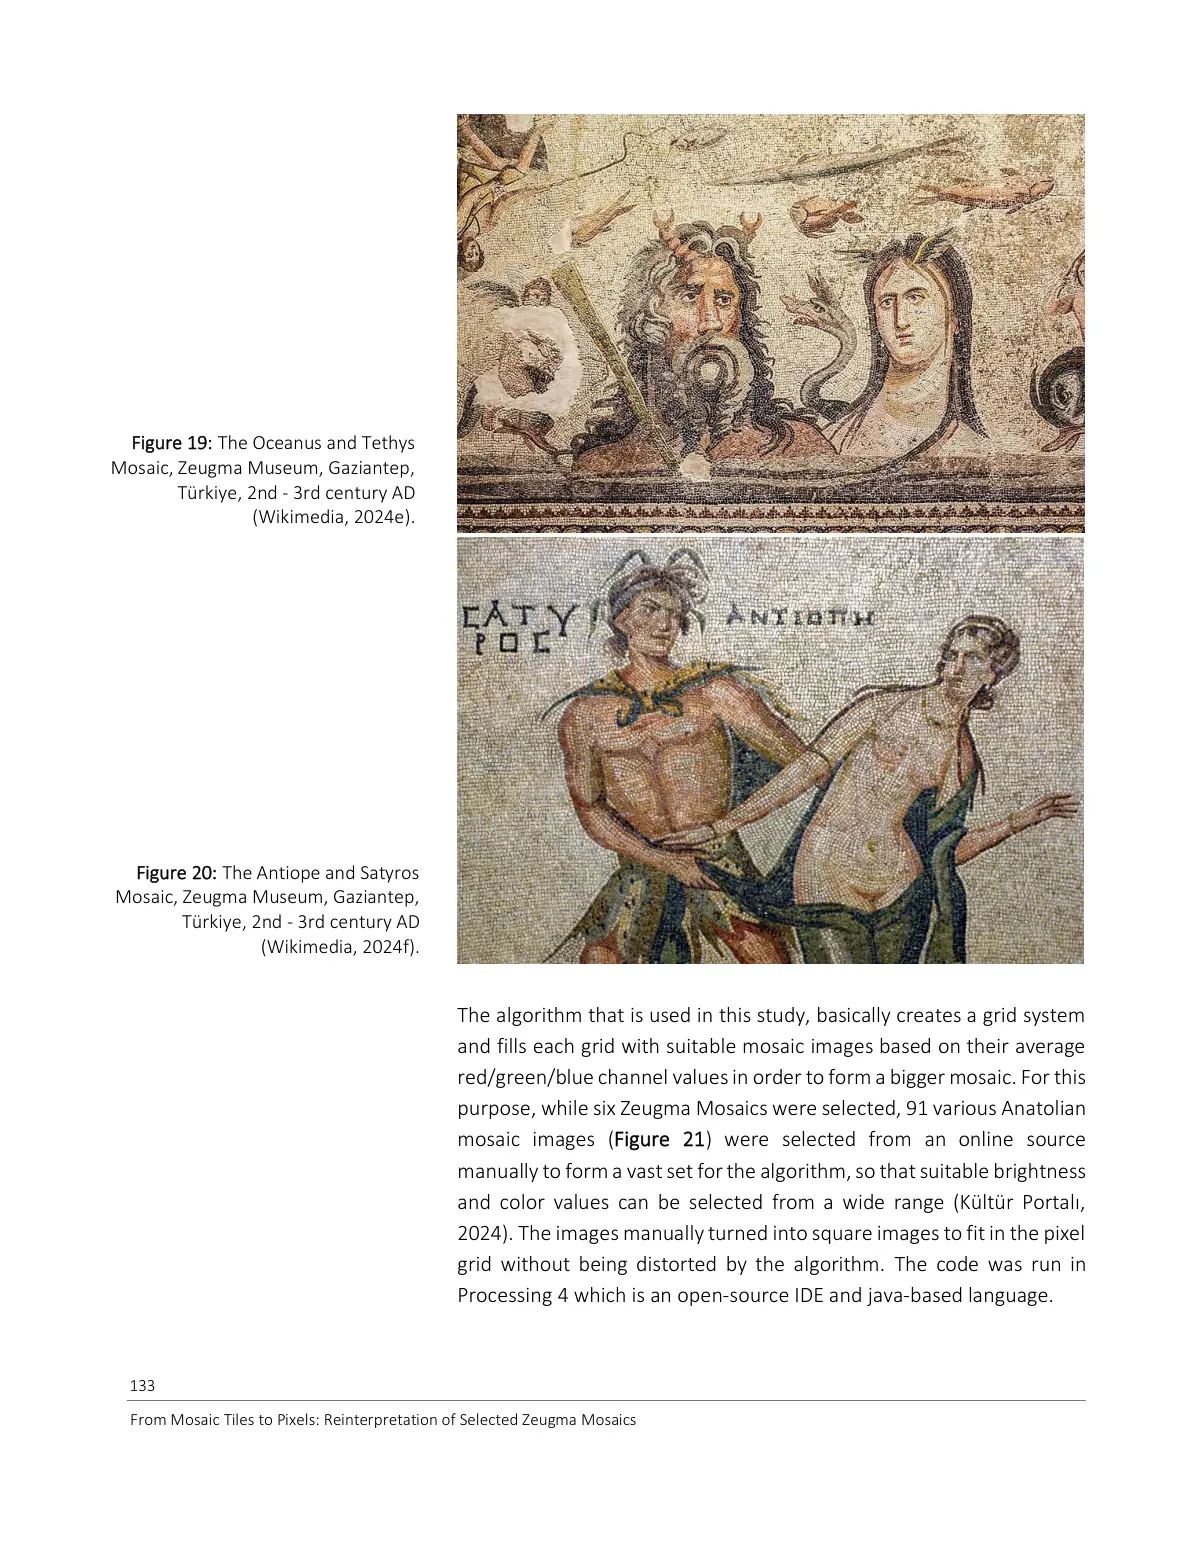 Figure 19: The Oceanus and Tethys
Mosaic, Zeugma Museum, Gaziantep,
Türkiye, 2nd - 3rd century AD
(Wikimedia, 2024e).
ϹΑΤΥ
ΡΟϹ
ΑΝΤΙΟΠΗ
Figure 20: The Antiope and Satyros
Mosaic, Zeugma Museum, Gaziantep,
Türkiye, 2nd - 3rd century AD
(Wikimedia, 2024f).
The algorithm that is used in this study, basically creates a grid system
and fills each grid with suitable mosaic images based on their average
red/green/blue channel values in order to form a bigger mosaic. For this
purpose, while six Zeugma Mosaics were selected, 91 various Anatolian
mosaic images (Figure 21) were selected from an online source
manually to form a vast set for the algorithm, so that suitable brightness
and color values can be selected from a wide range (Kültür Portalı,
2024). The images manually turned into square images to fit in the pixel
grid without being distorted by the algorithm. The code was run in
Processing 4 which is an open-source IDE and java-based language.
133
From Mosaic Tiles to Pixels: Reinterpretation of Selected Zeugma Mosaics